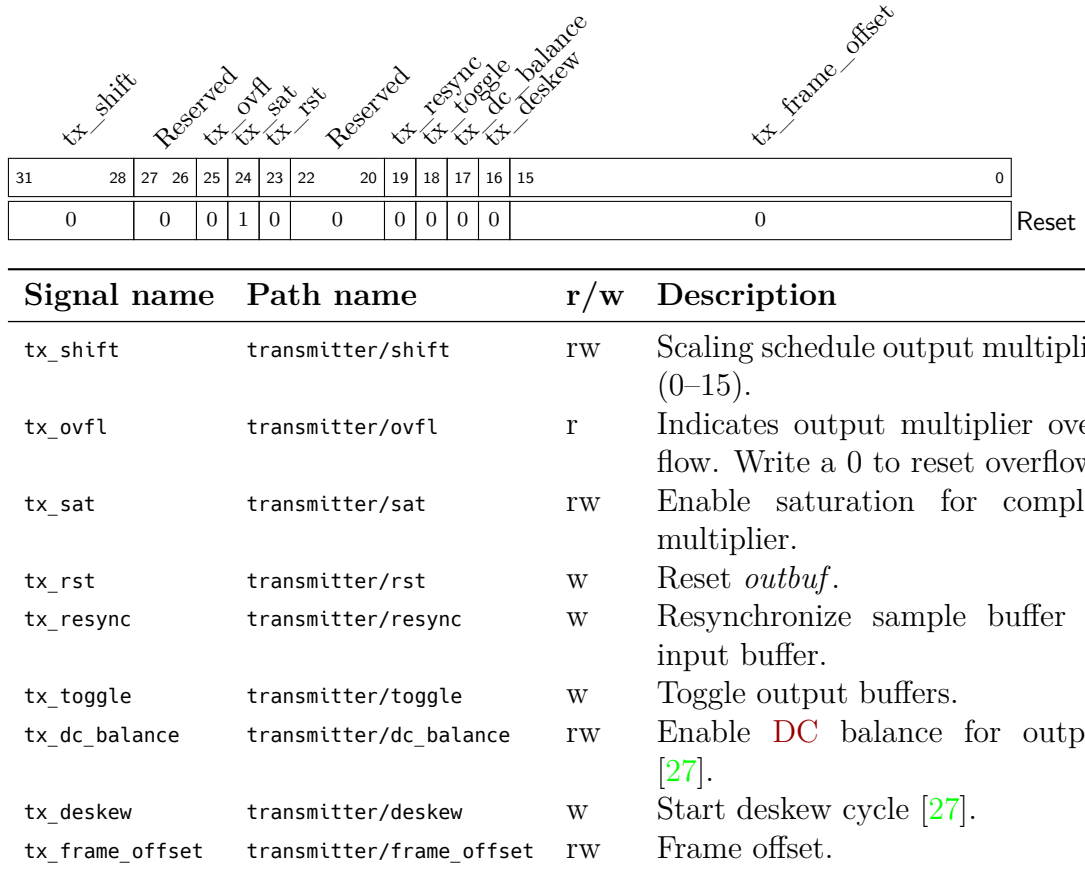 tx_shift Reserved tx_ovfl tx_sat tx_rst Reserved tx_resync tx_toggle tx_dc_balance tx_deskew tx_frame_offset
31 28 27 26 25 24 23 22 20 19 18 17 16 15 0
0 0 0 1 0 0 0 0 0 0 0 Reset
Signal name Path name r/w Description
tx_shift transmitter/shift rw Scaling schedule output
(0–15).
tx_ovfl transmitter/ovfl r Indicates output multiplier
flow. Write a 0 to reset
tx_sat transmitter/sat rw Enable saturation for
multiplier.
tx_rst transmitter/rst w Reset outbuf.
tx_resync transmitter/resync w Resynchronize sample buffer
input buffer.
tx_toggle transmitter/toggle w Toggle output buffers.
tx_dc_balance transmitter/dc_balance rw Enable DC balance for
[27].
tx_deskew transmitter/deskew w Start deskew cycle [27].
tx_frame_offset transmitter/frame_offset rw Frame offset.